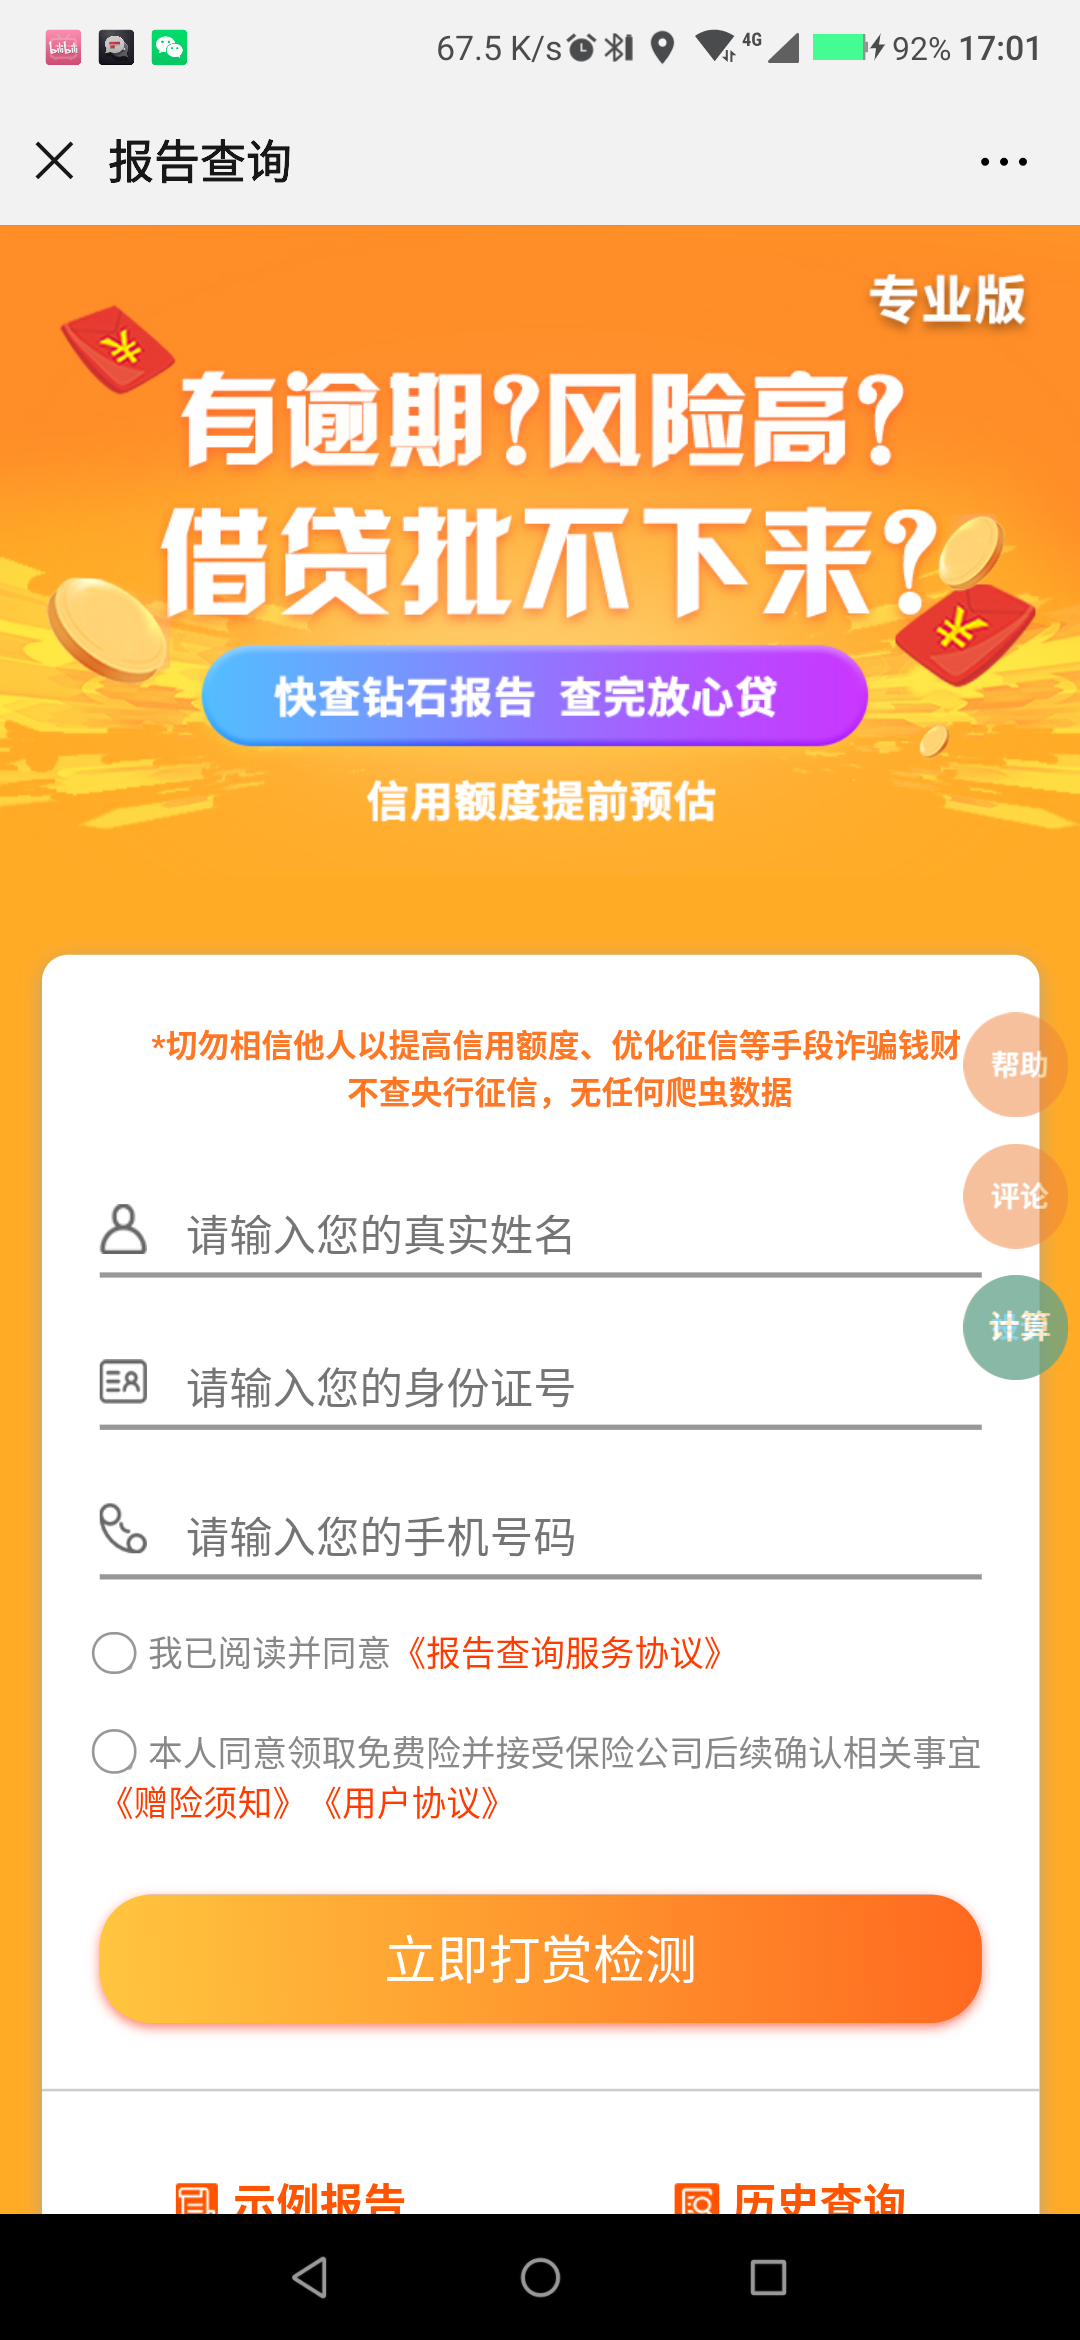 67.5 K/s 4G 92% 17:01
报告查询
专业版
有逾期?风险高?
借贷批不下来?
快查钻石报告 查完放心贷
信用额度提前预估
*切勿相信他人以提高信用额度、优化征信等手段诈骗钱财
不查央行征信，无任何爬虫数据
帮助
评论
请输入您的真实姓名
计算
请输入您的身份证号
请输入您的手机号码
我已阅读并同意《报告查询服务协议》
本人同意领取免费险并接受保险公司后续确认相关事宜
《赠险须知》《用户协议》
立即打赏检测
示例报告
历史查询